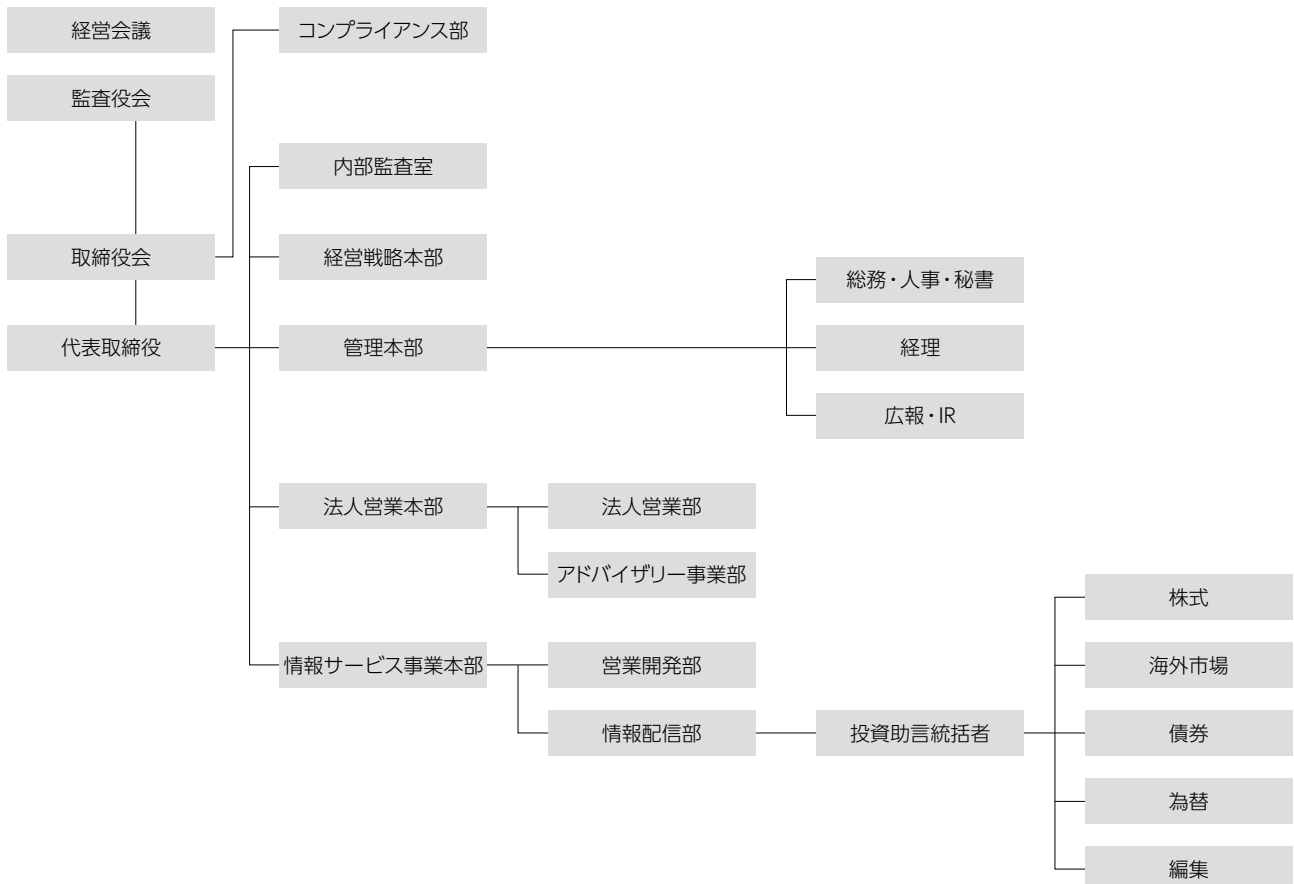 経営会議
コンプライアンス部
監査役会
内部監査室
取締役会
経営戦略本部
総務・人事・秘書
代表取締役
管理本部
経理
広報・IR
法人営業本部
法人営業部
アドバイザリー事業部
株式
情報サービス事業本部
営業開発部
海外市場
情報配信部
投資助言統括者
債券
為替
編集